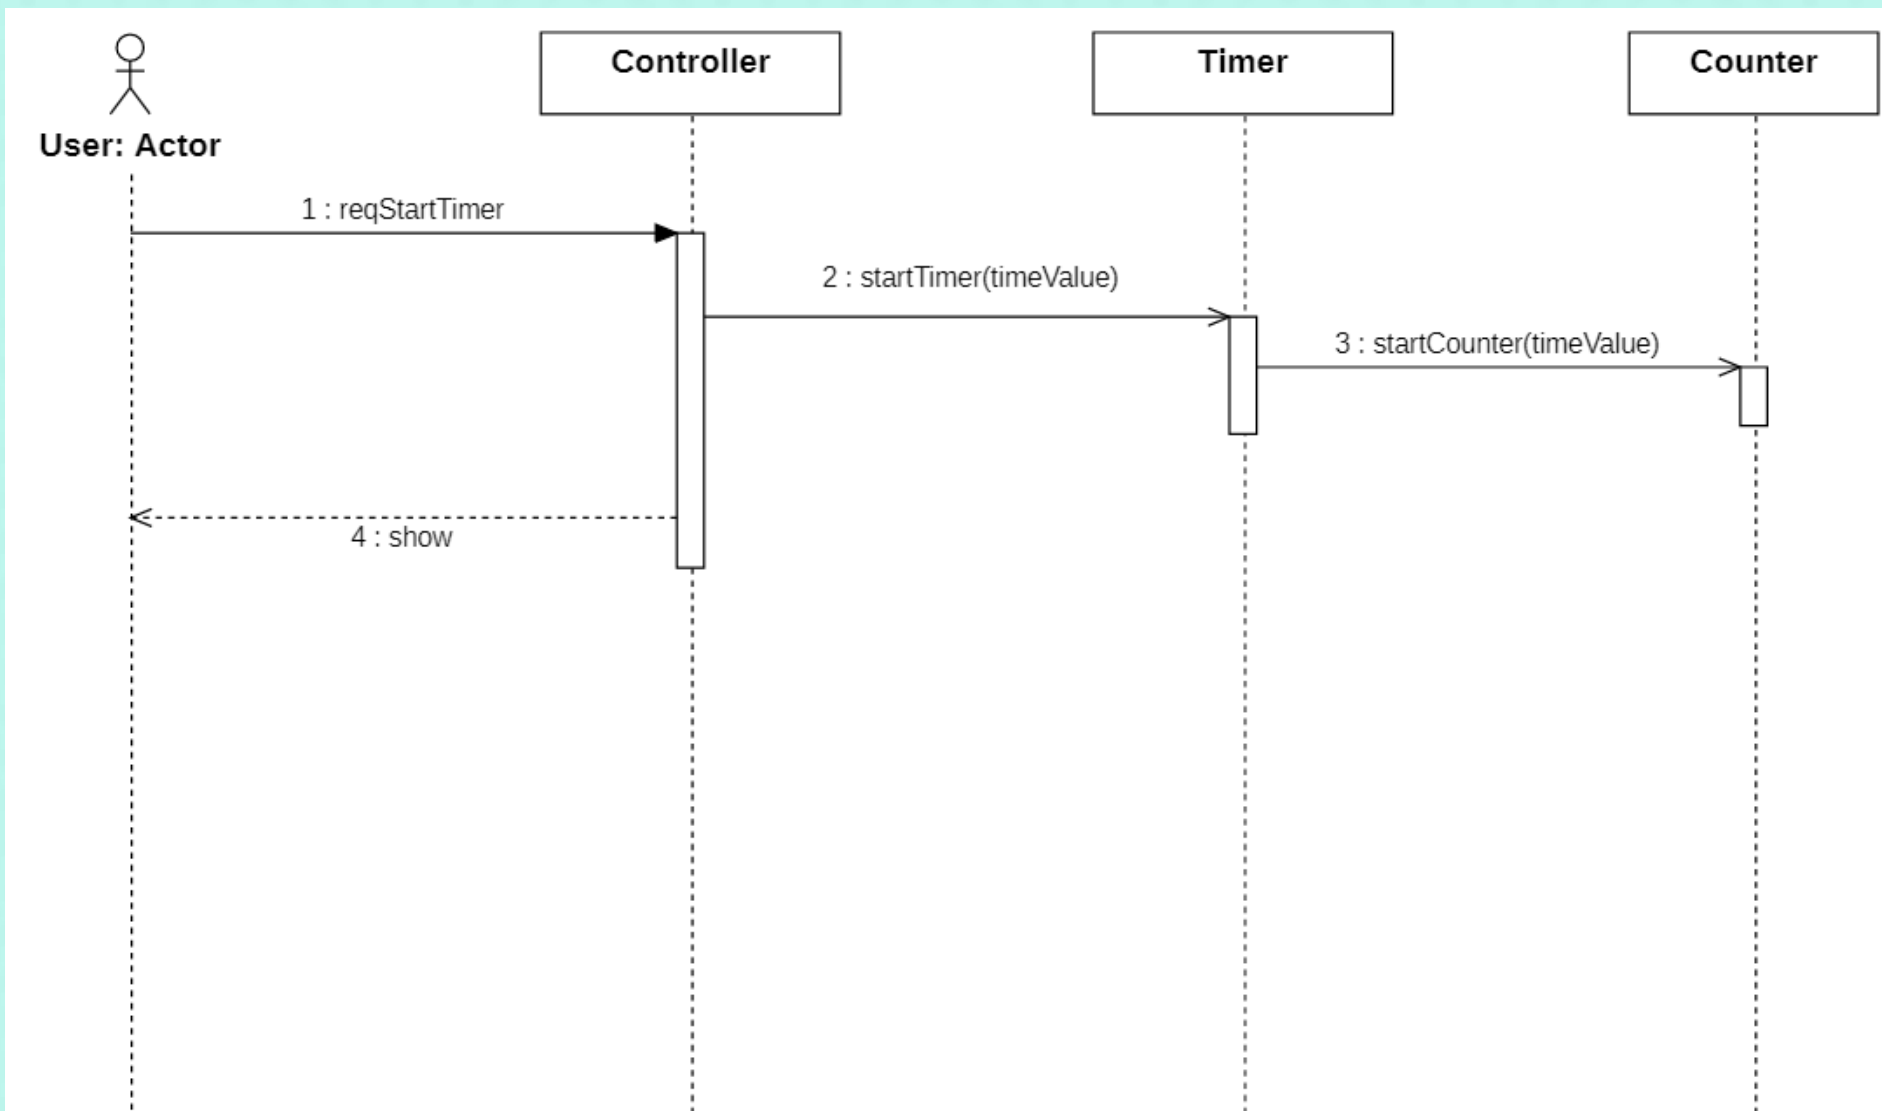 Controller
Timer
Counter
User: Actor
1 : reqStartTimer
2 : startTimer(timeValue)
3 : startCounter(timeValue)
4 : show